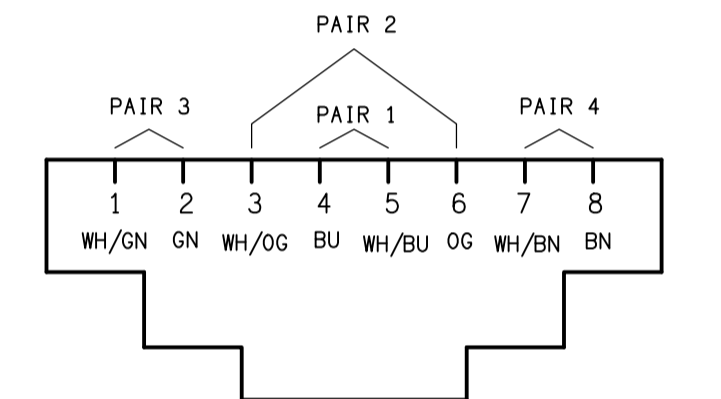 PAIR 2
PAIR 3 PAIR 1 PAIR 4
1 2 3 4 5 6 7 8
WH/GN GN WH/OG BU WH/BU OG WH/BN BN